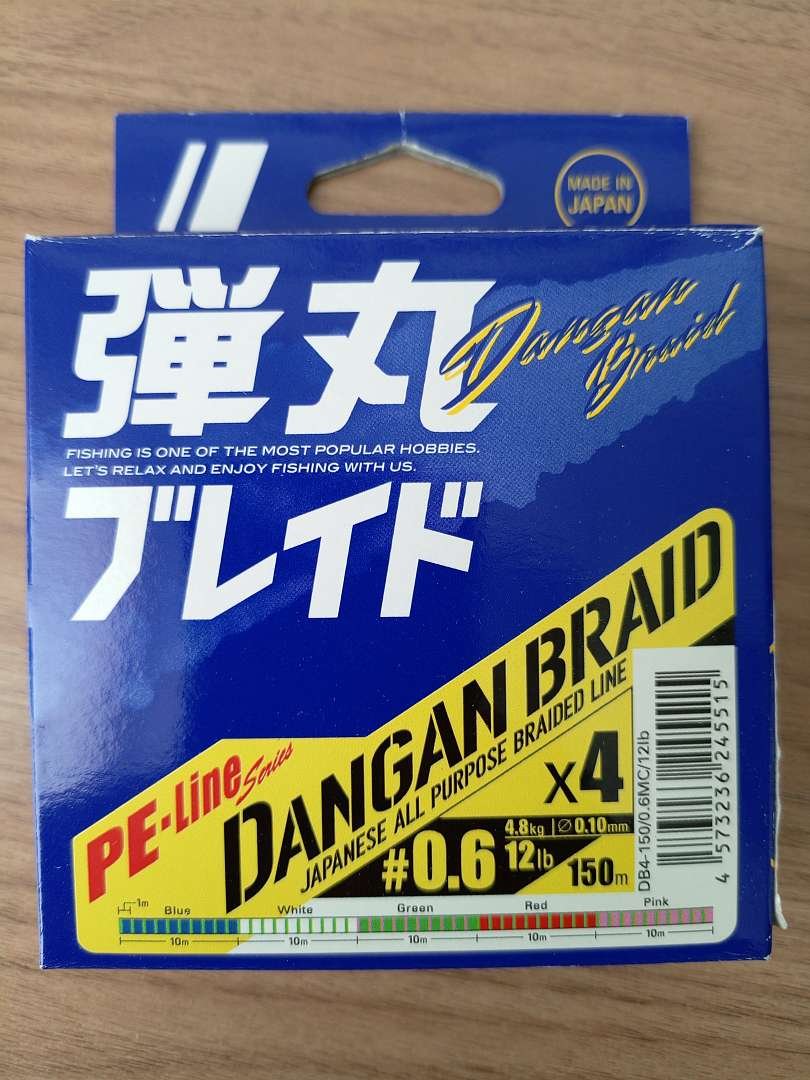 MADE IN
JAPAN
弾丸
Dangan
Braid
FISHING IS ONE OF THE MOST POPULAR HOBBIES.
LET'S RELAX AND ENJOY FISHING WITH US.
ブレイド
PE-Line Series
DANGAN BRAID
JAPANESE ALL PURPOSE BRAIDED LINE
X4
#0.6
4.8kg ∅0.10mm
12lb
150m
DB4-150/0.6MC/12lb
4 573236 245515
1m
Blue White Green Red Pink
10m 10m 10m 10m 10m